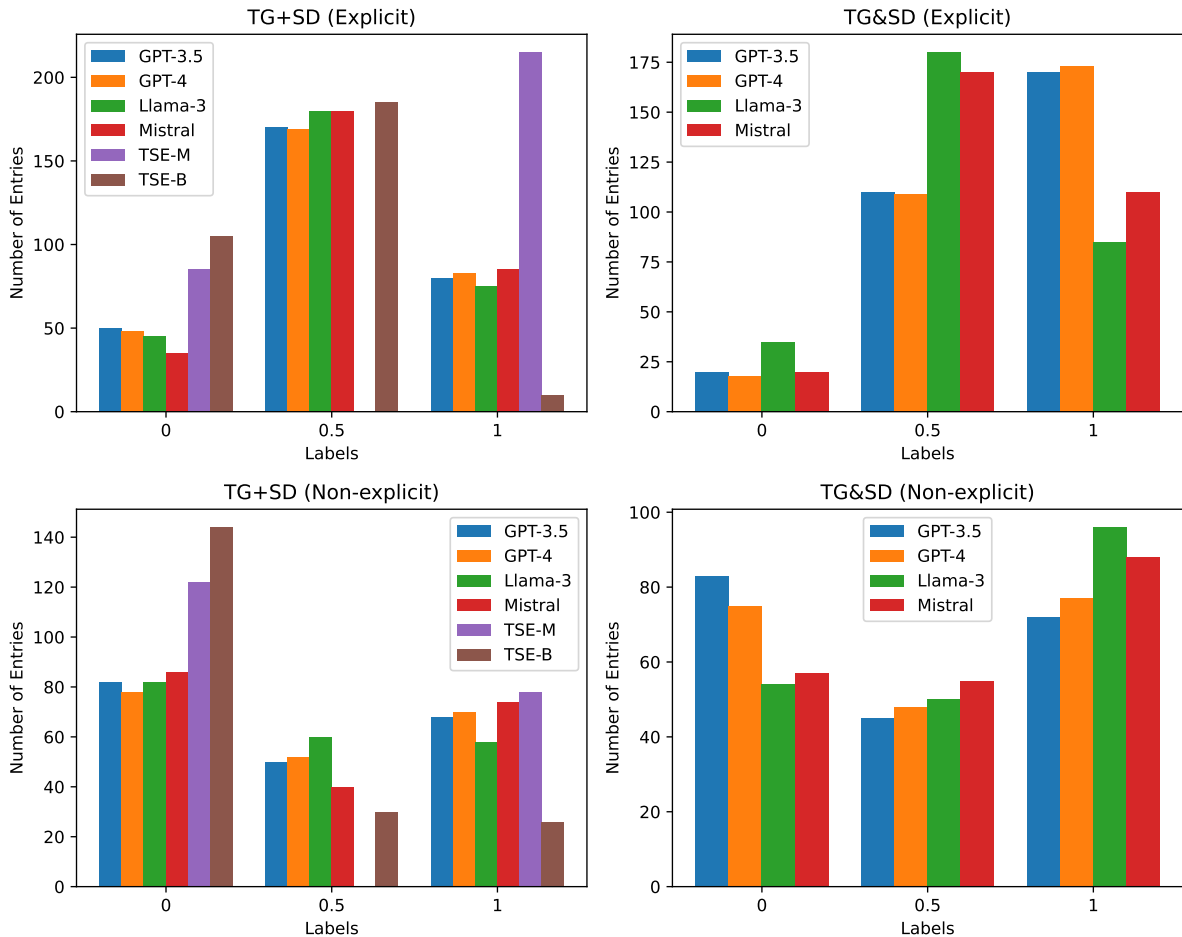 TG+SD (Explicit)
Number of Entries
200
150
100
50
0
GPT-3.5
GPT-4
Llama-3
Mistral
TSE-M
TSE-B
0 0.5 1
Labels
TG&SD (Explicit)
Number of Entries
175
150
125
100
75
50
25
0
GPT-3.5
GPT-4
Llama-3
Mistral
0 0.5 1
Labels
TG+SD (Non-explicit)
Number of Entries
140
120
100
80
60
40
20
0
GPT-3.5
GPT-4
Llama-3
Mistral
TSE-M
TSE-B
0 0.5 1
Labels
TG&SD (Non-explicit)
Number of Entries
100
80
60
40
20
0
GPT-3.5
GPT-4
Llama-3
Mistral
0 0.5 1
Labels